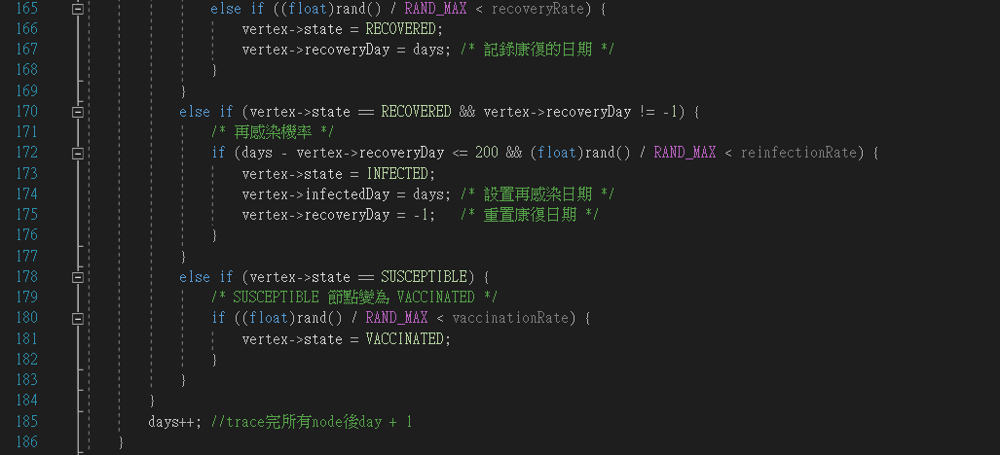 165 else if ((float)rand() / RAND_MAX < recoveryRate) {
166 vertex->state = RECOVERED;
167 vertex->recoveryDay = days; /* 記錄康復的日期 */
168 }
169 }
170 else if (vertex->state == RECOVERED && vertex->recoveryDay != -1) {
171 /* 再感染機率 */
172 if (days - vertex->recoveryDay <= 200 && (float)rand() / RAND_MAX < reinfectionRate) {
173 vertex->state = INFECTED;
174 vertex->infectedDay = days; /* 設置再感染日期 */
175 vertex->recoveryDay = -1; /* 重置康復日期 */
176 }
177 }
178 else if (vertex->state == SUSCEPTIBLE) {
179 /* SUSCEPTIBLE 節點變為 VACCINATED */
180 if ((float)rand() / RAND_MAX < vaccinationRate) {
181 vertex->state = VACCINATED;
182 }
183 }
184 }
185 days++; //trace完所有node後day + 1
186 }